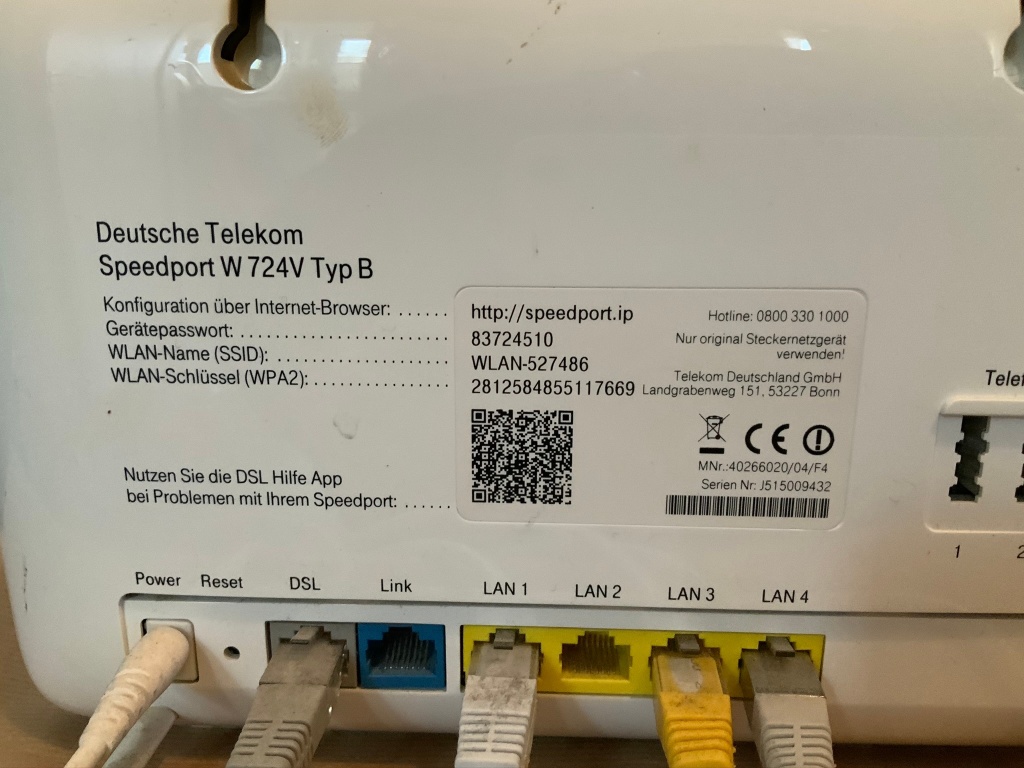 Deutsche Telekom
Speedport W 724V Typ B
Konfiguration über Internet-Browser: ...... http://speedport.ip
Gerätepasswort: .......................... 83724510
WLAN-Name (SSID): ..................... WLAN-527486
WLAN-Schlüssel (WPA2): ................ 2812584855117669
Hotline: 0800 330 1000
Nur original Steckernetzgerät
verwenden!
Telekom Deutschland GmbH
Landgrabenweg 151, 53227 Bonn
CE
MNr.:40266020/04/F4
Serien Nr: J515009432
Nutzen Sie die DSL Hilfe App
bei Problemen mit Ihrem Speedport: ......
Telef
1 2
Power Reset DSL Link LAN 1 LAN 2 LAN 3 LAN 4